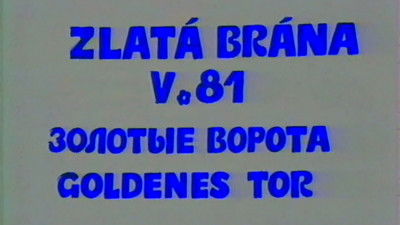 ZLATÁ BRÁNA
V.81
ЗОЛОТЫЕ ВОРОТА
GOLDENES TOR